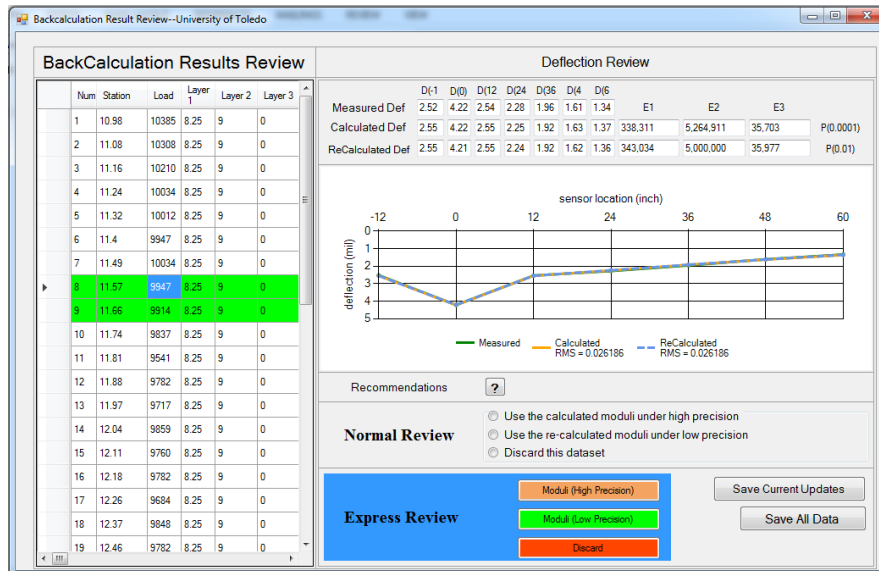 Backcalculation Result Review--University of Toledo
BackCalculation Results Review
Num Station Load Layer 1 Layer 2 Layer 3
1 10.98 10385 8.25 9 0
2 11.08 10308 8.25 9 0
3 11.16 10210 8.25 9 0
4 11.24 10034 8.25 9 0
5 11.32 10012 8.25 9 0
6 11.4 9947 8.25 9 0
7 11.49 10034 8.25 9 0
8 11.57 9947 8.25 9 0
9 11.66 9914 8.25 9 0
10 11.74 9837 8.25 9 0
11 11.81 9541 8.25 9 0
12 11.88 9782 8.25 9 0
13 11.97 9717 8.25 9 0
14 12.04 9859 8.25 9 0
15 12.11 9760 8.25 9 0
16 12.18 9782 8.25 9 0
17 12.26 9684 8.25 9 0
18 12.37 9848 8.25 9 0
19 12.46 9782 8.25 9 0
Deflection Review
D(-1 D(0) D(12 D(24 D(36 D(4 D(6
Measured Def 2.52 4.22 2.54 2.28 1.96 1.61 1.34 E1 E2 E3
Calculated Def 2.55 4.22 2.55 2.25 1.92 1.63 1.37 338,311 5,264,911 35,703 P(0.0001)
ReCalculated Def 2.55 4.21 2.55 2.24 1.92 1.62 1.36 343,034 5,000,000 35,977 P(0.01)
sensor location (inch)
-12 0 12 24 36 48 60
deflection (mil)
0
1
2
3
4
5
Measured Calculated ReCalculated
RMS = 0.026186 RMS = 0.026186
Recommendations ?
Normal Review
Use the calculated moduli under high precision
Use the re-calculated moduli under low precision
Discard this dataset
Express Review
Moduli (High Precision)
Moduli (Low Precision)
Discard
Save Current Updates
Save All Data